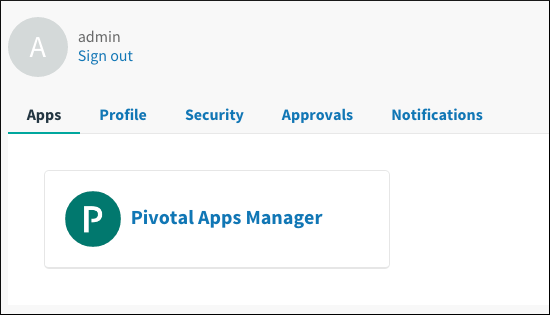 A
admin
Sign out
Apps Profile Security Approvals Notifications
P
Pivotal Apps Manager